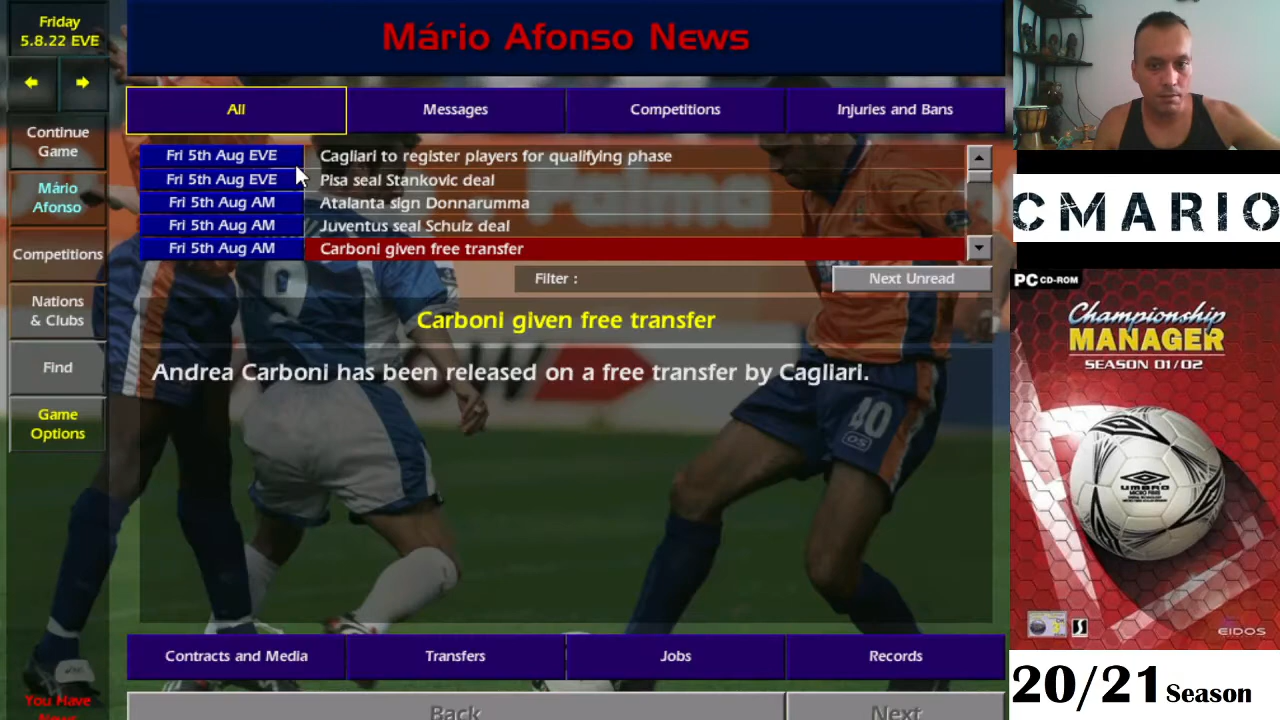 Friday
5.8.22 EVE
Continue
Game
Mário
Afonso
Competitions
Nations
& Clubs
Find
Game
Options
You Have
News
Mário Afonso News
All
Messages
Competitions
Injuries and Bans
Fri 5th Aug EVE
Cagliari to register players for qualifying phase
Fri 5th Aug EVE
Pisa seal Stankovic deal
Fri 5th Aug AM
Atalanta sign Donnarumma
Fri 5th Aug AM
Juventus seal Schulz deal
Fri 5th Aug AM
Carboni given free transfer
Filter :
Next Unread
Carboni given free transfer
Andrea Carboni has been released on a free transfer by Cagliari.
40
Contracts and Media
Transfers
Jobs
Records
Back
Next
CMARIO
PC CD-ROM
Championship
MANAGER
SEASON 01/02
UMBRO
EIDOS
20/21 Season